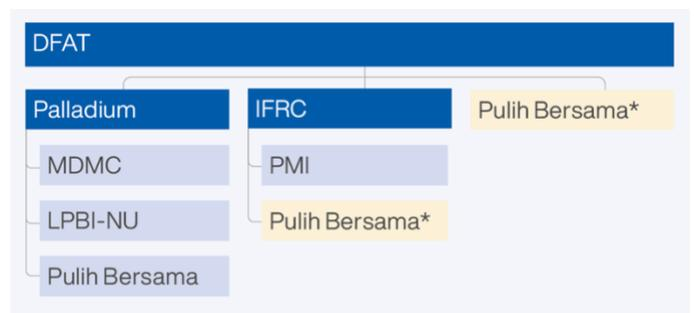 DFAT
Palladium
IFRC
Pulih Bersama*
MDMC
PMI
LPBI-NU
Pulih Bersama*
Pulih Bersama